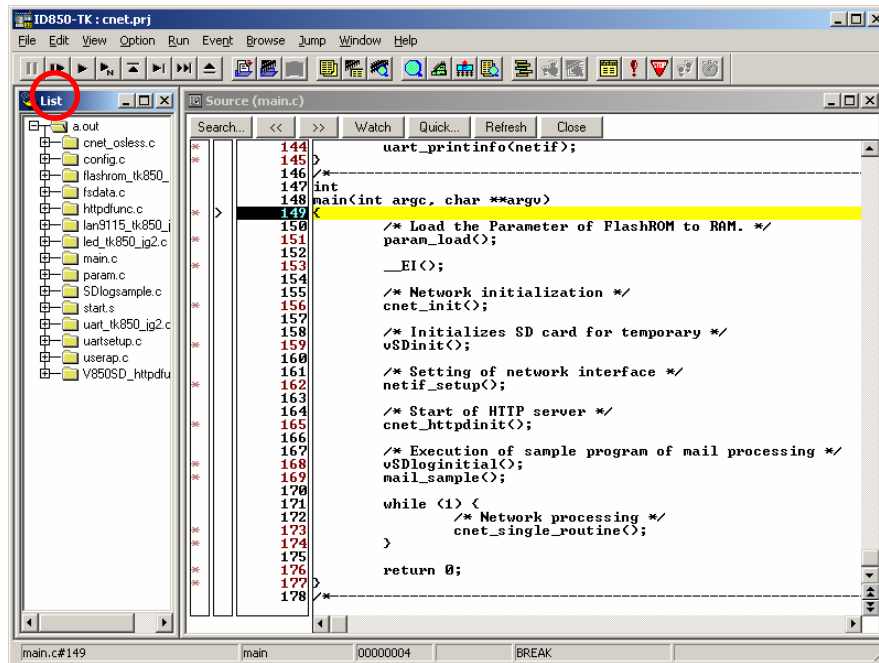 ID850-TK : cnet.prj
File Edit View Option Run Event Browse Jump Window Help
List
a.out
cnet_osless.c
config.c
flashrom_tk850_
fsdata.c
httpdfunc.c
lan9115_tk850_j
led_tk850_jg2.c
main.c
param.c
SDlogsample.c
start.s
uart_tk850_jg2.c
uartsetup.c
userap.c
V850SD_httpdfu
Source (main.c)
Search... << >> Watch Quick... Refresh Close
* 144 uart_printinfo(netif);
* 145 }
146 /*----------------------------------------------------------
147 int
148 main(int argc, char **argv)
* > 149 {
150 /* Load the Parameter of FlashROM to RAM. */
* 151 param_load();
152
* 153 __EI();
154
155 /* Network initialization */
* 156 cnet_init();
157
158 /* Initializes SD card for temporary */
* 159 vSDinit();
160
161 /* Setting of network interface */
* 162 netif_setup();
163
164 /* Start of HTTP server */
* 165 cnet_httpdinit();
166
167 /* Execution of sample program of mail processing */
* 168 vSDloginitial();
* 169 mail_sample();
170
171 while (1) {
172 /* Network processing */
* 173 cnet_single_routine();
* 174 }
175
* 176 return 0;
* 177 }
178 /*----------------------------------------------------------
main.c#149 main 00000004 BREAK